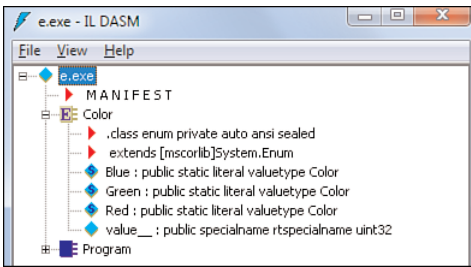 e.exe - IL DASM
File View Help
e.exe
MANIFEST
E Color
.class enum private auto ansi sealed
extends [mscorlib]System.Enum
S Blue : public static literal valuetype Color
S Green : public static literal valuetype Color
S Red : public static literal valuetype Color
value__ : public specialname rtspecialname uint32
Program